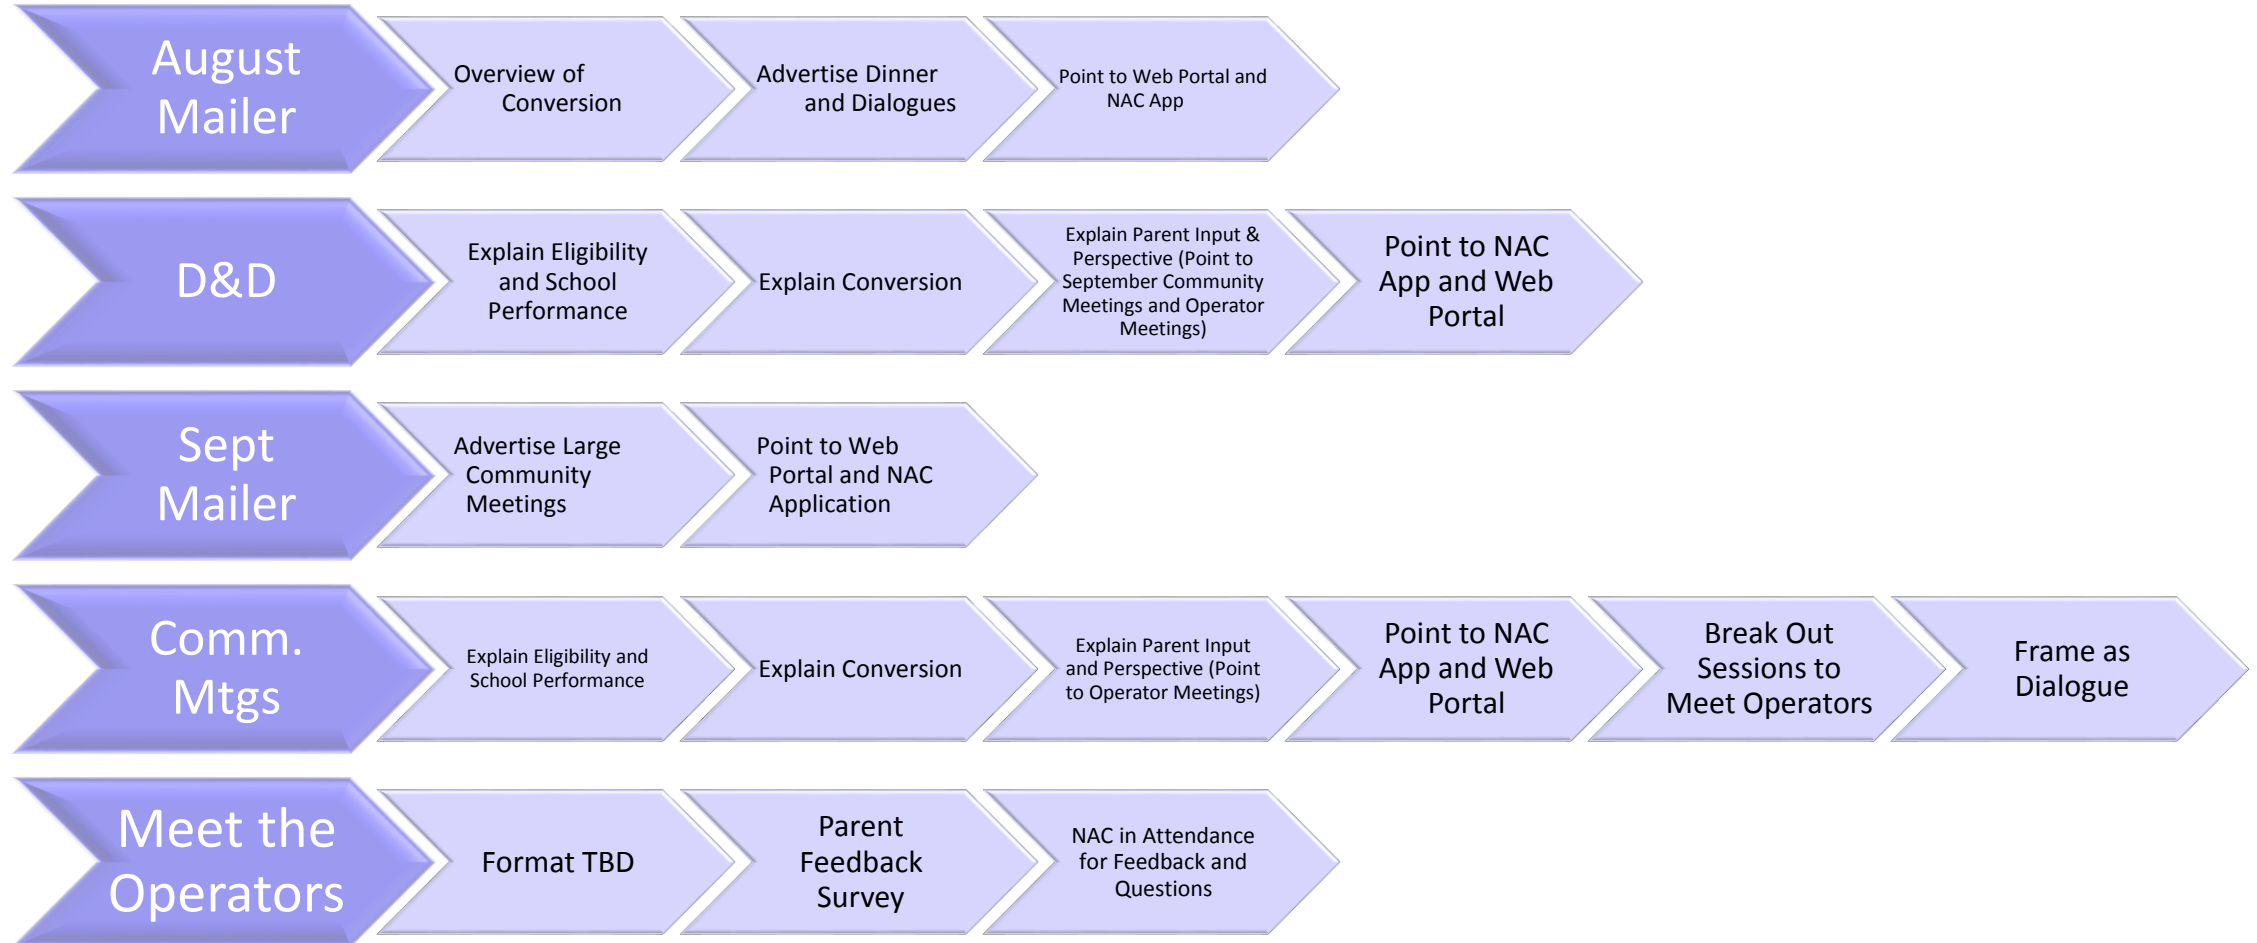 August
Mailer
Overview of
Conversion
Advertise Dinner
and Dialogues
Point to Web Portal and
NAC App
D&D
Explain Eligibility
and School
Performance
Explain Conversion
Explain Parent Input &
Perspective (Point to
September Community
Meetings and Operator
Meetings)
Point to NAC
App and Web
Portal
Sept
Mailer
Advertise Large
Community
Meetings
Point to Web
Portal and NAC
Application
Comm.
Mtgs
Explain Eligibility and
School Performance
Explain Conversion
Explain Parent Input
and Perspective (Point
to Operator Meetings)
Point to NAC
App and Web
Portal
Break Out
Sessions to
Meet Operators
Frame as
Dialogue
Meet the
Operators
Format TBD
Parent
Feedback
Survey
NAC in Attendance
for Feedback and
Questions